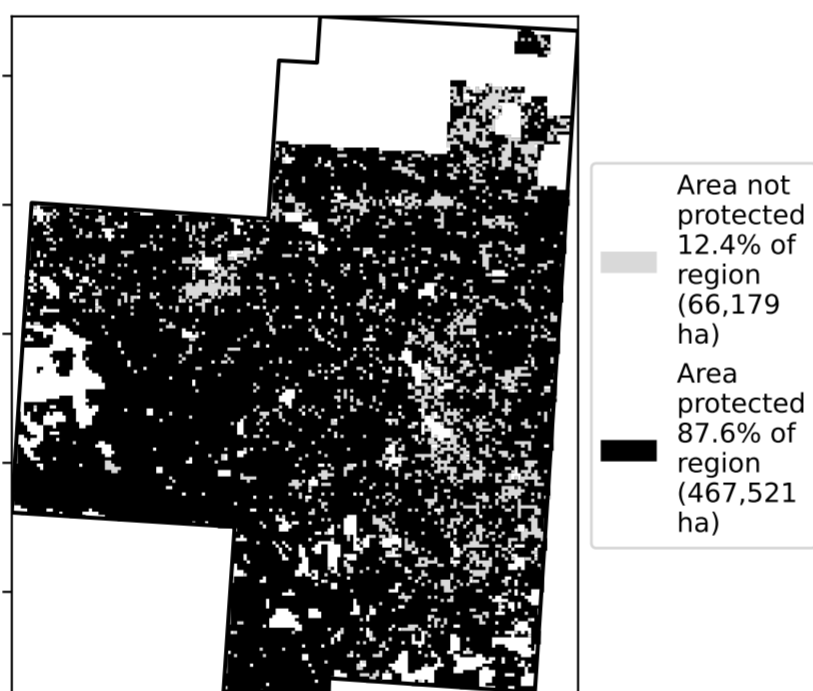 Area not
protected
12.4% of
region
(66,179
ha)
Area
protected
87.6% of
region
(467,521
ha)